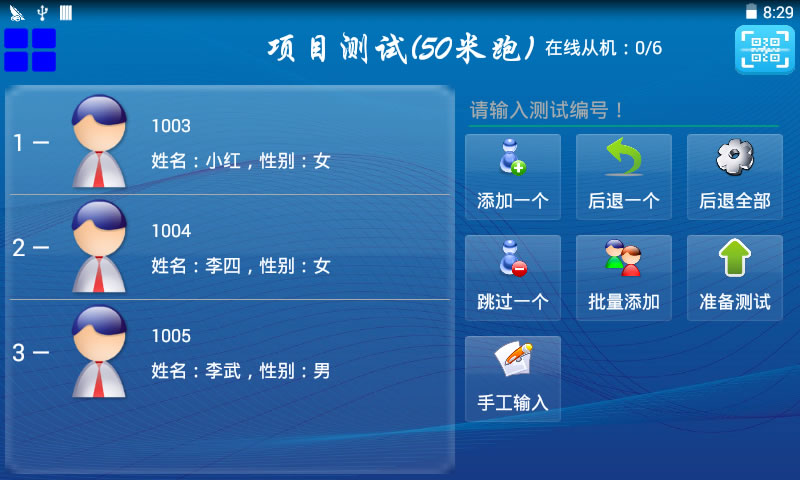 8:29
项目测试(50米跑) 在线从机：0/6
1 一
1003
姓名：小红，性别：女
2 一
1004
姓名：李四，性别：女
3 一
1005
姓名：李武，性别：男
请输入测试编号！
添加一个 后退一个 后退全部
跳过一个 批量添加 准备测试
手工输入